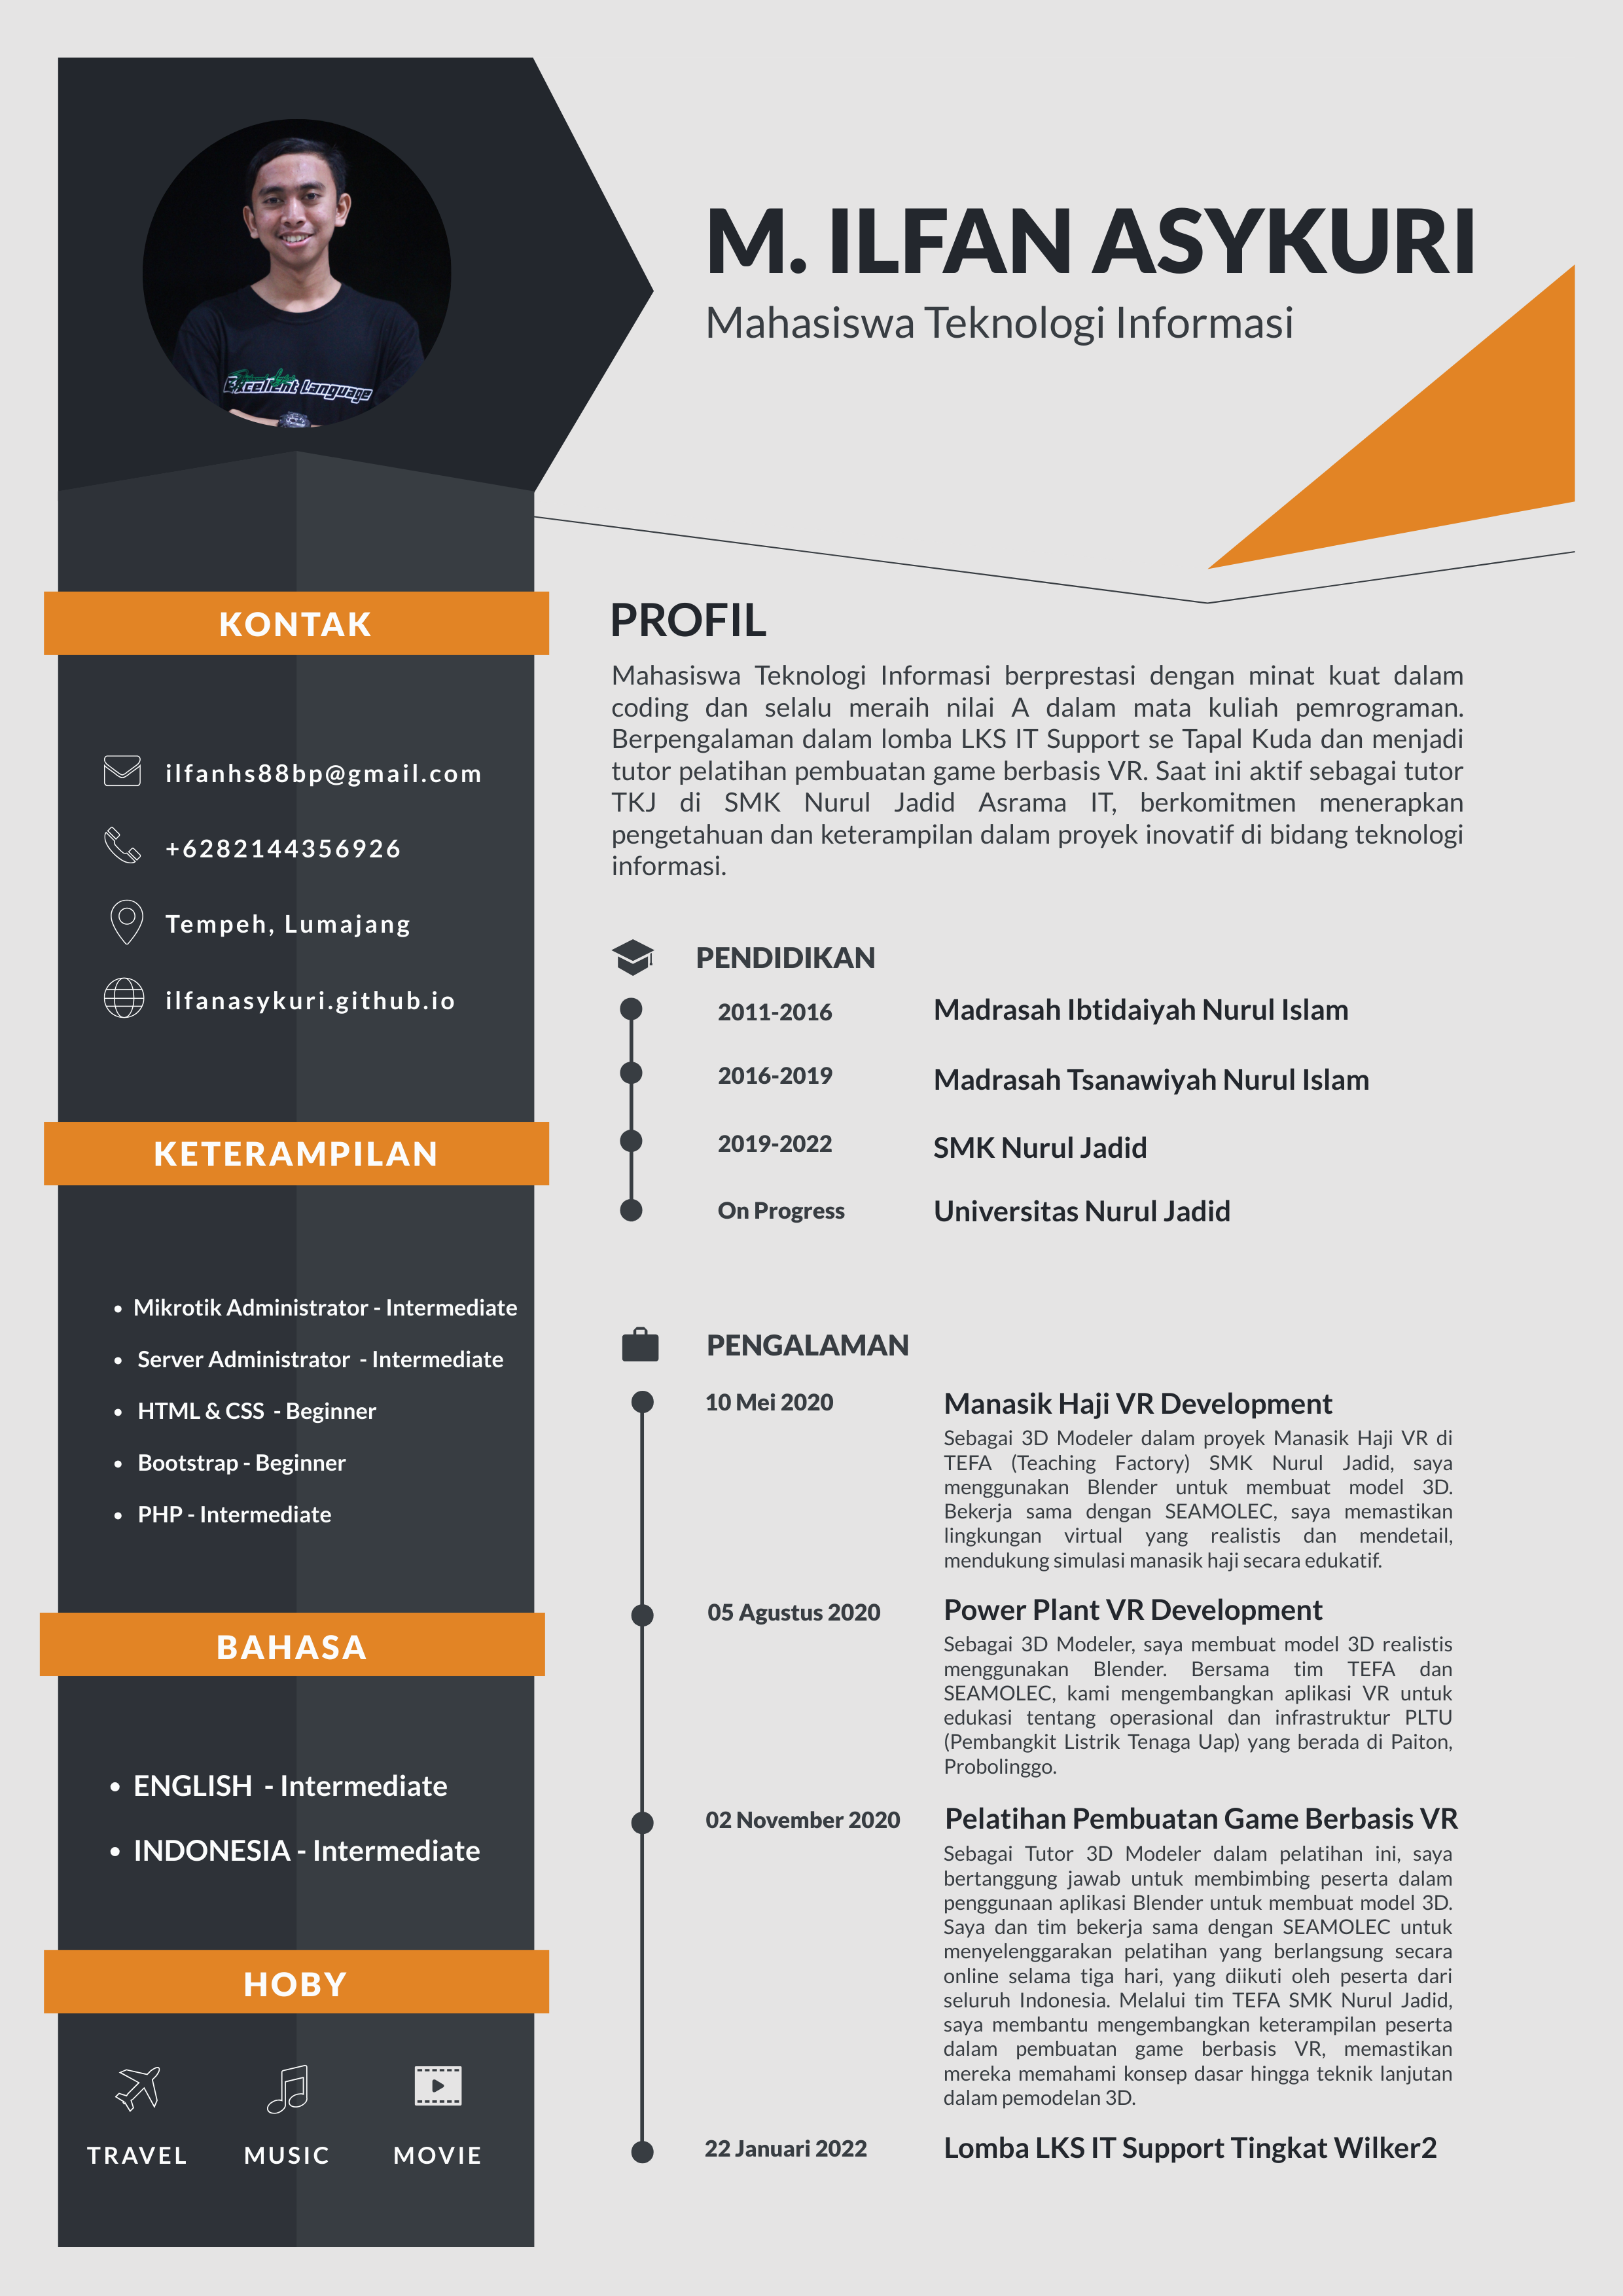 M. ILFAN ASYKURI
Mahasiswa Teknologi Informasi
Excellent Language
KONTAK
ilfanhs88bp@gmail.com
+6282144356926
Tempeh, Lumajang
ilfanasykuri.github.io
KETERAMPILAN
• Mikrotik Administrator - Intermediate
• Server Administrator - Intermediate
• HTML & CSS - Beginner
• Bootstrap - Beginner
• PHP - Intermediate
BAHASA
• ENGLISH - Intermediate
• INDONESIA - Intermediate
HOBY
TRAVEL MUSIC MOVIE
PROFIL
Mahasiswa Teknologi Informasi berprestasi dengan minat kuat dalam
coding dan selalu meraih nilai A dalam mata kuliah pemrograman.
Berpengalaman dalam lomba LKS IT Support se Tapal Kuda dan menjadi
tutor pelatihan pembuatan game berbasis VR. Saat ini aktif sebagai tutor
TKJ di SMK Nurul Jadid Asrama IT, berkomitmen menerapkan
pengetahuan dan keterampilan dalam proyek inovatif di bidang teknologi
informasi.
PENDIDIKAN
2011-2016 Madrasah Ibtidaiyah Nurul Islam
2016-2019 Madrasah Tsanawiyah Nurul Islam
2019-2022 SMK Nurul Jadid
On Progress Universitas Nurul Jadid
PENGALAMAN
10 Mei 2020 Manasik Haji VR Development
Sebagai 3D Modeler dalam proyek Manasik Haji VR di
TEFA (Teaching Factory) SMK Nurul Jadid, saya
menggunakan Blender untuk membuat model 3D.
Bekerja sama dengan SEAMOLEC, saya memastikan
lingkungan virtual yang realistis dan mendetail,
mendukung simulasi manasik haji secara edukatif.
05 Agustus 2020 Power Plant VR Development
Sebagai 3D Modeler, saya membuat model 3D realistis
menggunakan Blender. Bersama tim TEFA dan
SEAMOLEC, kami mengembangkan aplikasi VR untuk
edukasi tentang operasional dan infrastruktur PLTU
(Pembangkit Listrik Tenaga Uap) yang berada di Paiton,
Probolinggo.
02 November 2020 Pelatihan Pembuatan Game Berbasis VR
Sebagai Tutor 3D Modeler dalam pelatihan ini, saya
bertanggung jawab untuk membimbing peserta dalam
penggunaan aplikasi Blender untuk membuat model 3D.
Saya dan tim bekerja sama dengan SEAMOLEC untuk
menyelenggarakan pelatihan yang berlangsung secara
online selama tiga hari, yang diikuti oleh peserta dari
seluruh Indonesia. Melalui tim TEFA SMK Nurul Jadid,
saya membantu mengembangkan keterampilan peserta
dalam pembuatan game berbasis VR, memastikan
mereka memahami konsep dasar hingga teknik lanjutan
dalam pemodelan 3D.
22 Januari 2022 Lomba LKS IT Support Tingkat Wilker2